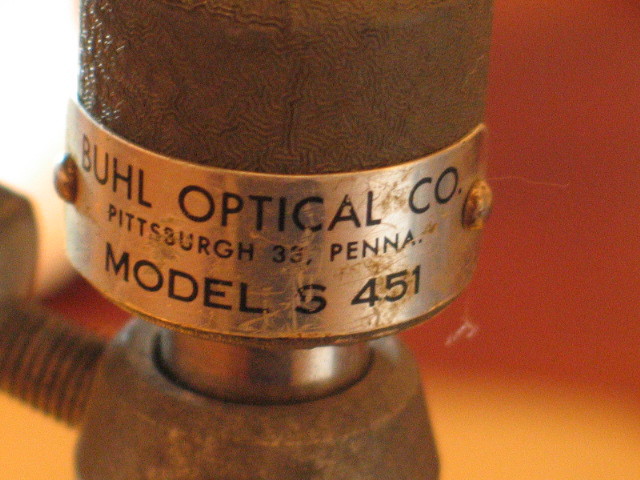 BUHL OPTICAL CO.
PITTSBURGH 33, PENNA.
MODEL S 451